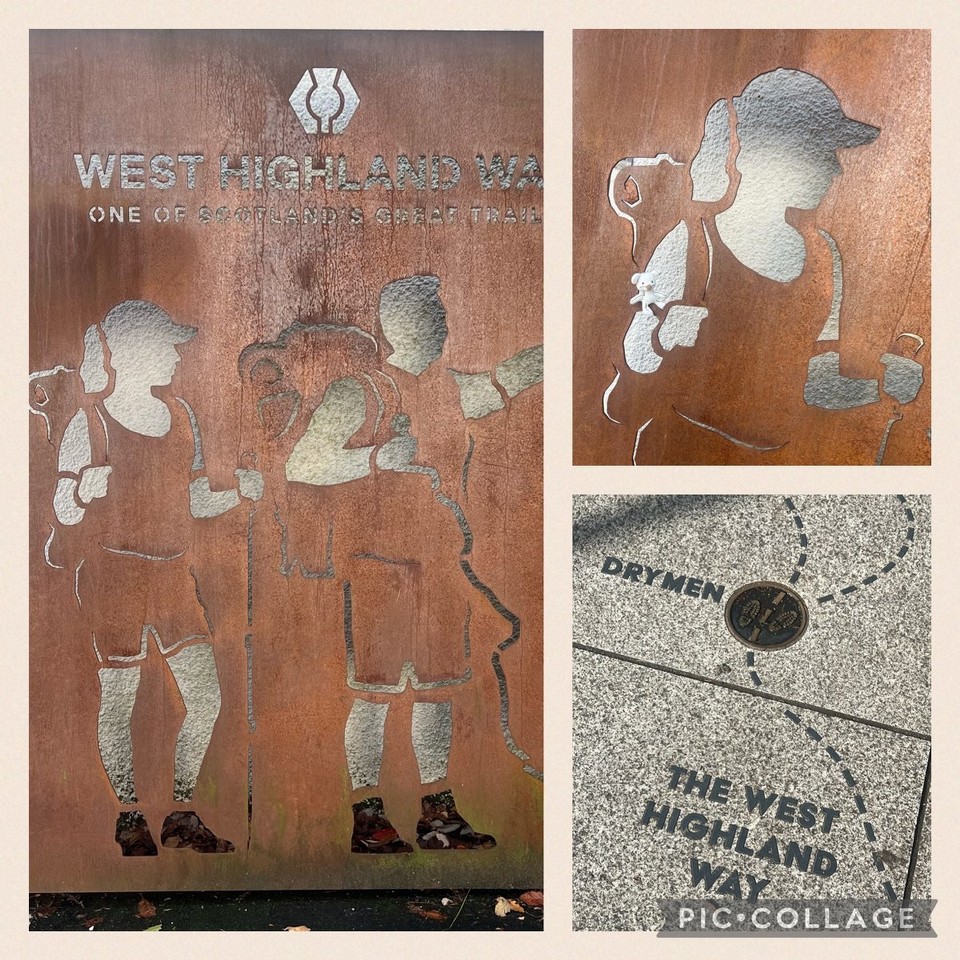 WEST HIGHLAND WA
ONE OF SCOTLAND'S GREAT TRAIL
DRYMEN
THE WEST
HIGHLAND
WAY
PIC•COLLAGE